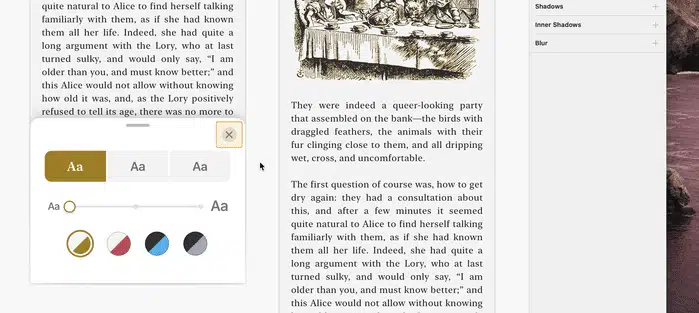 quite natural to Alice to find herself talking
familiarly with them, as if she had known
them all her life. Indeed, she had quite a
long argument with the Lory, who at last
turned sulky, and would only say, “I am
older than you, and must know better;” and
this Alice would not allow without knowing
how old it was, and, as the Lory positively
refused to tell its age, there was no more to
Aa Aa Aa
Aa Aa
They were indeed a queer-looking party
that assembled on the bank—the birds with
draggled feathers, the animals with their
fur clinging close to them, and all dripping
wet, cross, and uncomfortable.
The first question of course was, how to get
dry again: they had a consultation about
this, and after a few minutes it seemed
quite natural to Alice to find herself talking
familiarly with them, as if she had known
them all her life. Indeed, she had quite a
long argument with the Lory, who at last
turned sulky, and would only say, “I am
older than you, and must know better;” and
this Alice would not allow without knowing
Shadows
Inner Shadows
Blur